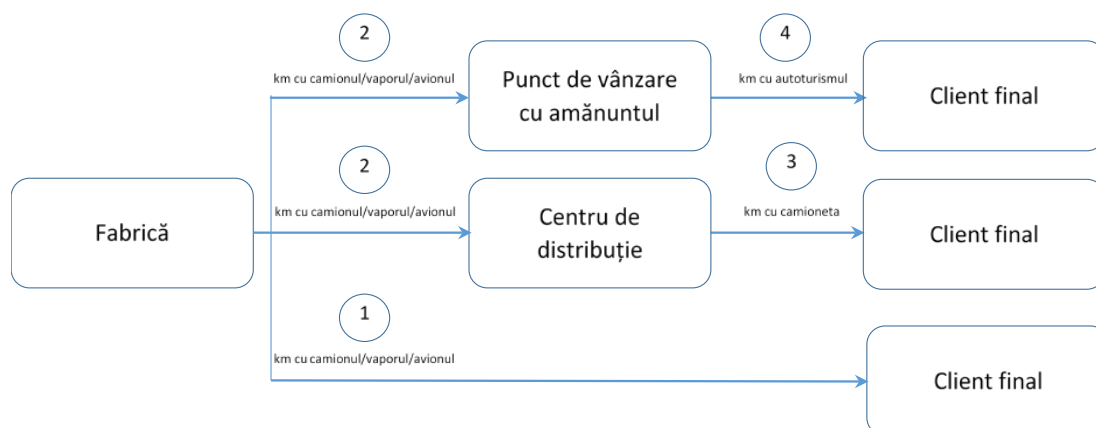 2
km cu camionul/vaporul/avionul
Punct de vânzare
cu amănuntul
4
km cu autoturismul
Client final
Fabrică
2
km cu camionul/vaporul/avionul
Centru de
distribuție
3
km cu camioneta
Client final
1
km cu camionul/vaporul/avionul
Client final